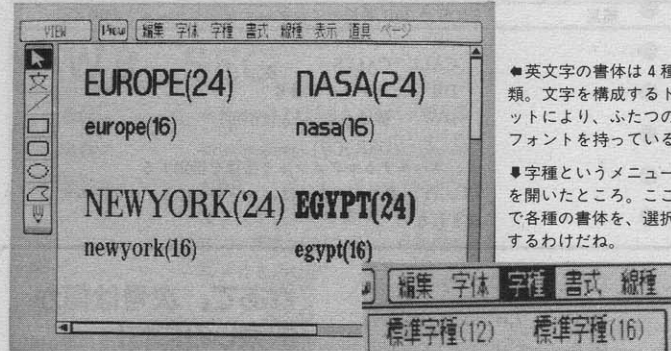 VIEW View 編集 字体 字種 書式 線種 表示 道具 ページ
文
EUROPE(24) NASA(24)
europe(16) nasa(16)
NEWYORK(24) EGYPT(24)
newyork(16) egypt(16)
⬅英文字の書体は4種
類。文字を構成するド
ットにより、ふたつの
フォントを持っている
⬇字種というメニュー
を開いたところ。ここ
で各種の書体を、選択
するわけだね。
編集 字体 字種 書式 線種
標準字種(12) 標準字種(16)